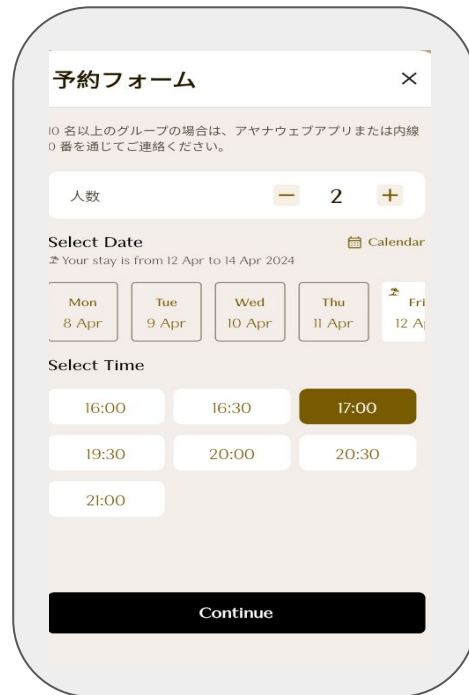 予約フォーム
10 名以上のグループの場合は、アヤナウェブアプリまたは内線
0 番を通じてご連絡ください。
人数 2
Select Date Calendar
Your stay is from 12 Apr to 14 Apr 2024
Mon Tue Wed Thu Fri
8 Apr 9 Apr 10 Apr 11 Apr 12 A
Select Time
16:00 16:30 17:00
19:30 20:00 20:30
21:00
Continue